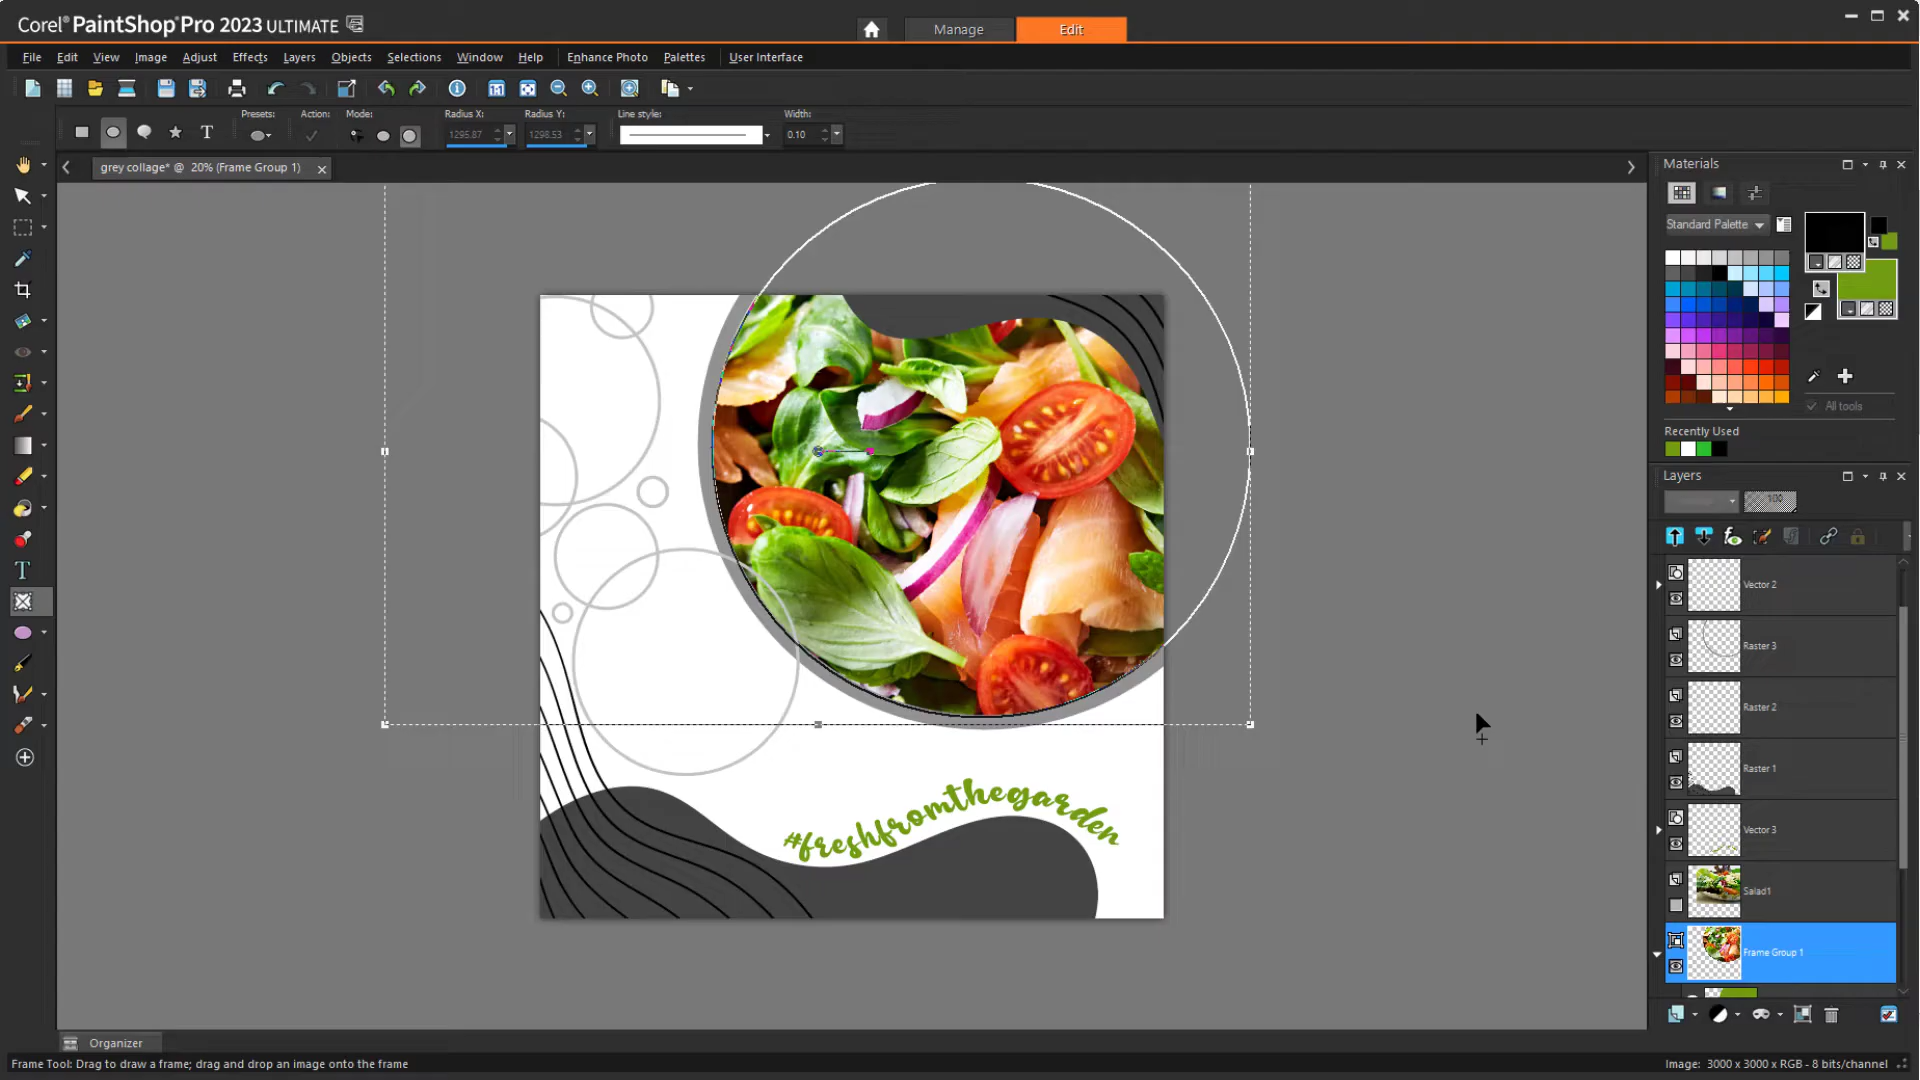 Corel® PaintShop® Pro 2023 ULTIMATE
Manage
Edit
File Edit View Image Adjust Effects Layers Objects Selections Window Help Enhance Photo Palettes User Interface
Presets: Action: Mode: Radius X: Radius Y: Line style: Width:
1295.87 1298.53 0.10
grey collage* @ 20% (Frame Group 1)
Materials
Standard Palette
All tools
Recently Used
Layers
100
Vector 2
Raster 3
Raster 2
Raster 1
Vector 3
Salad1
Frame Group 1
#freshfromthegarden
Organizer
Frame Tool: Drag to draw a frame; drag and drop an image onto the frame
Image: 3000 x 3000 x RGB - 8 bits/channel